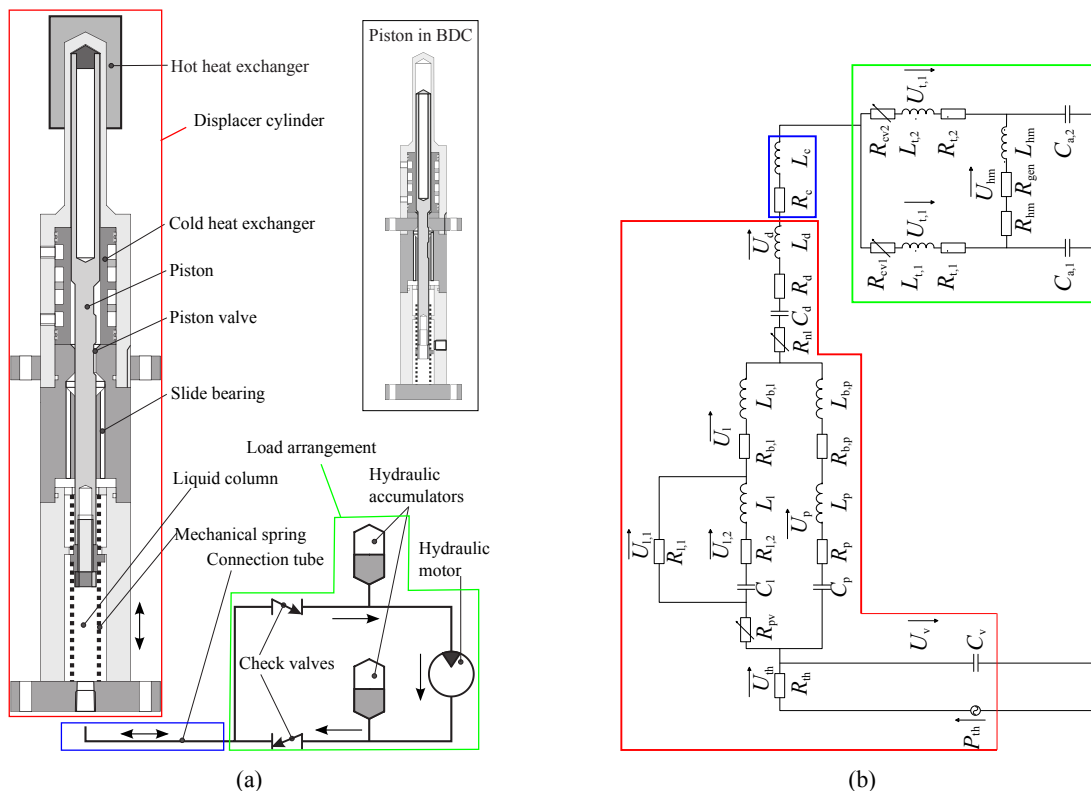 Hot heat exchanger
Displacer cylinder
Cold heat exchanger
Piston
Piston valve
Slide bearing
Load arrangement
Liquid column
Hydraulic
accumulators
Mechanical spring
Connection tube
Hydraulic
motor
Check valves
Piston in BDC
(a)
U_t,1
R_cv2
L_t,2
R_t,2
L_hm
C_a,2
U_hm
R_gen
R_hm
U_t,1
R_cv1
L_t,1
R_t,1
C_a,1
L_c
R_c
U_d
L_d
R_d
C_d
R_nl
L_b,l
L_b,p
U_l
R_b,l
R_b,p
L_l
L_p
U_l,1
R_l,1
U_l,2
R_l,2
U_p
R_p
C_l
C_p
R_pv
U_v
C_v
U_th
R_th
P_th
(b)